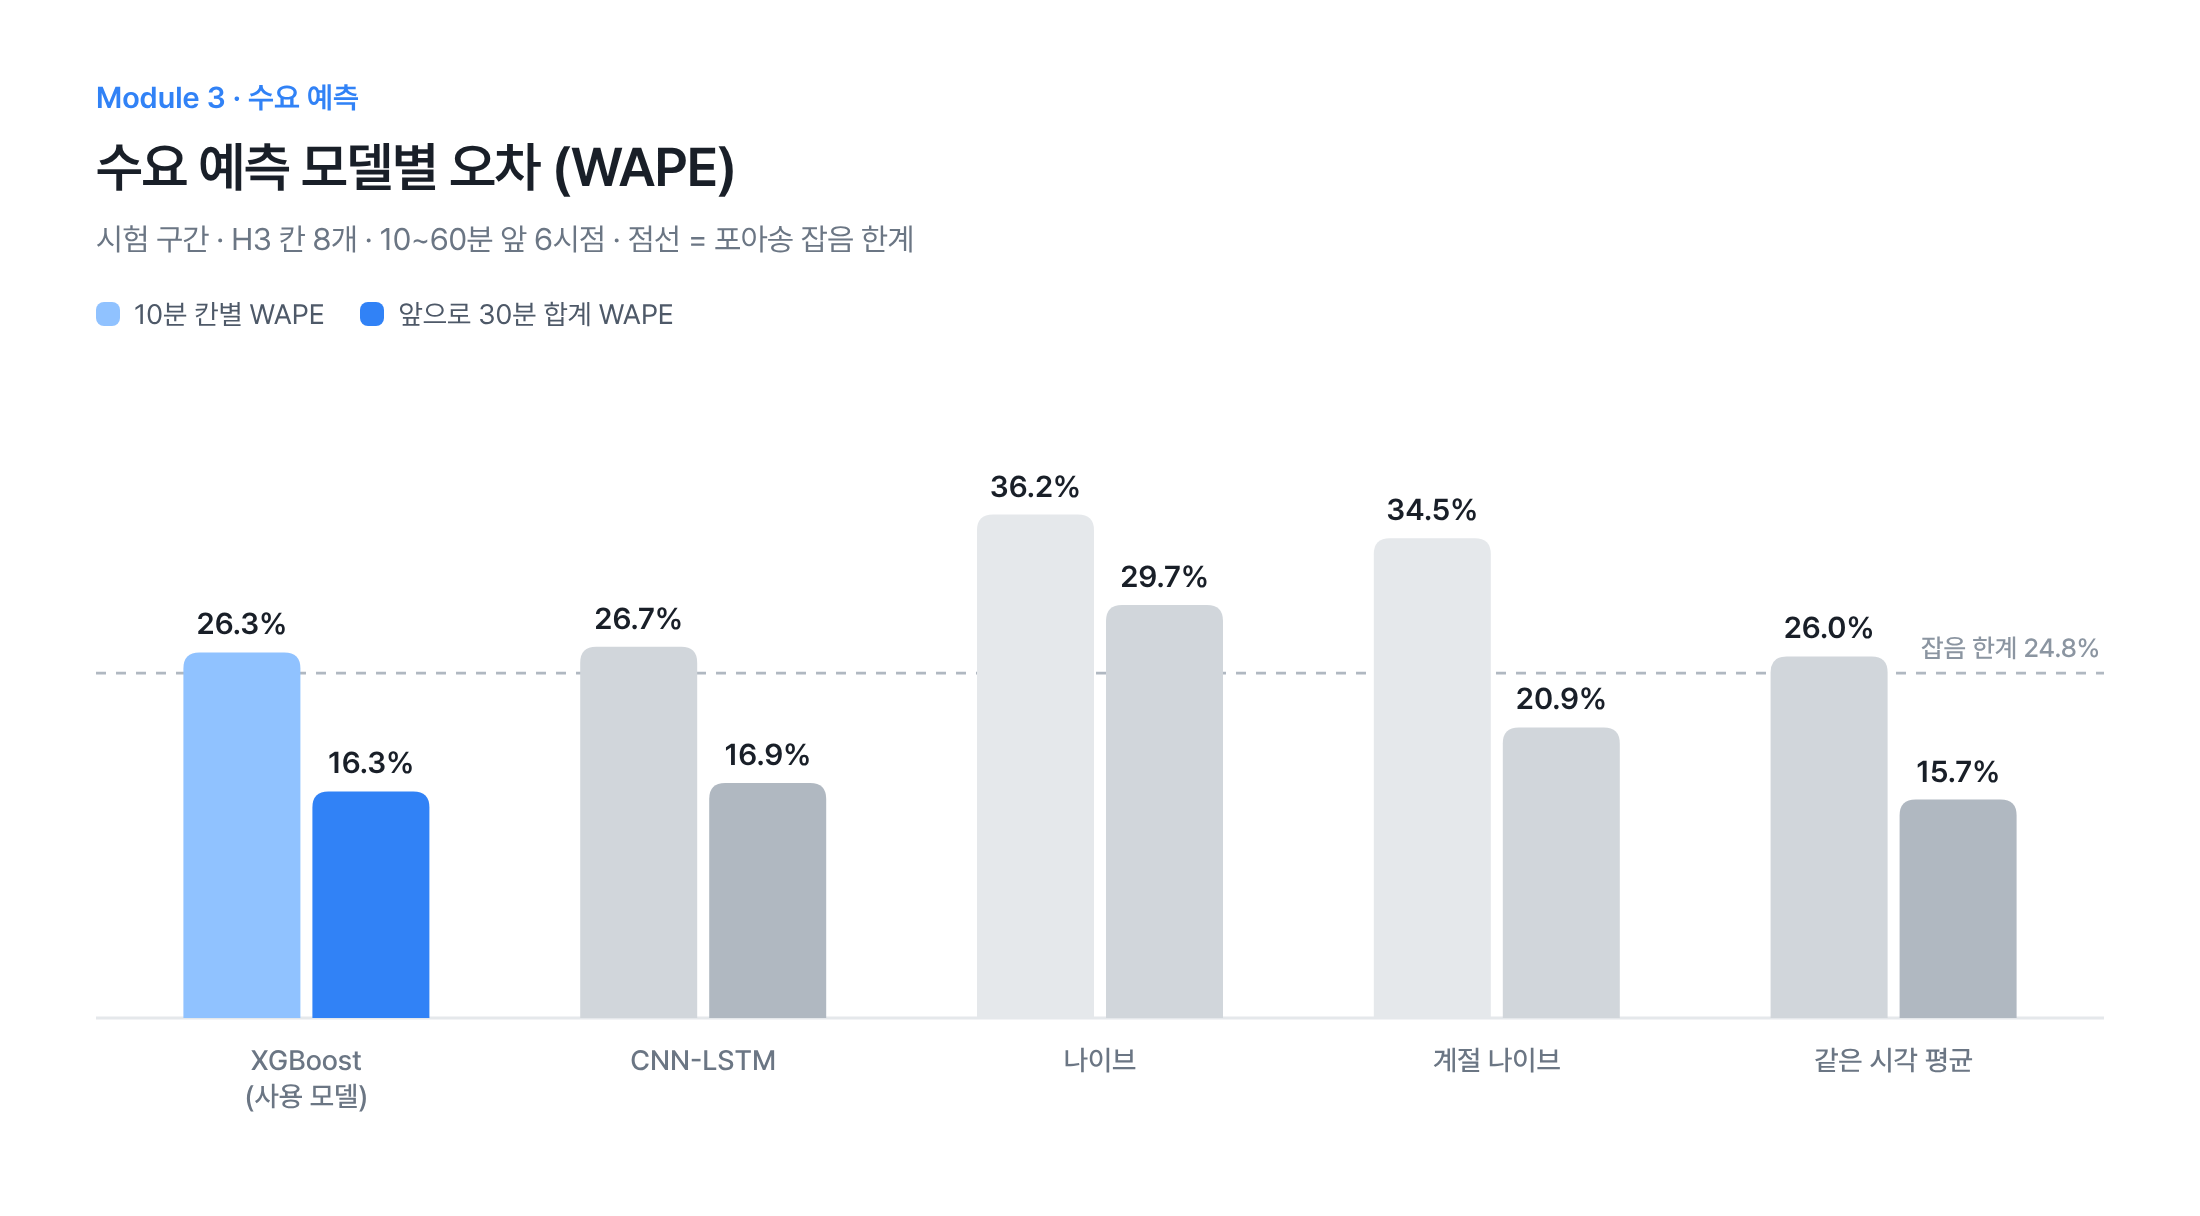 Module 3 · 수요 예측
수요 예측 모델별 오차 (WAPE)
시험 구간 · H3 칸 8개 · 10~60분 앞 6시점 · 점선 = 포아송 잡음 한계
10분 칸별 WAPE 앞으로 30분 합계 WAPE
36.2%
34.5%
29.7%
26.3%
26.7%
26.0%
잡음 한계 24.8%
20.9%
16.3%
16.9%
15.7%
XGBoost
(사용 모델)
CNN-LSTM
나이브
계절 나이브
같은 시각 평균